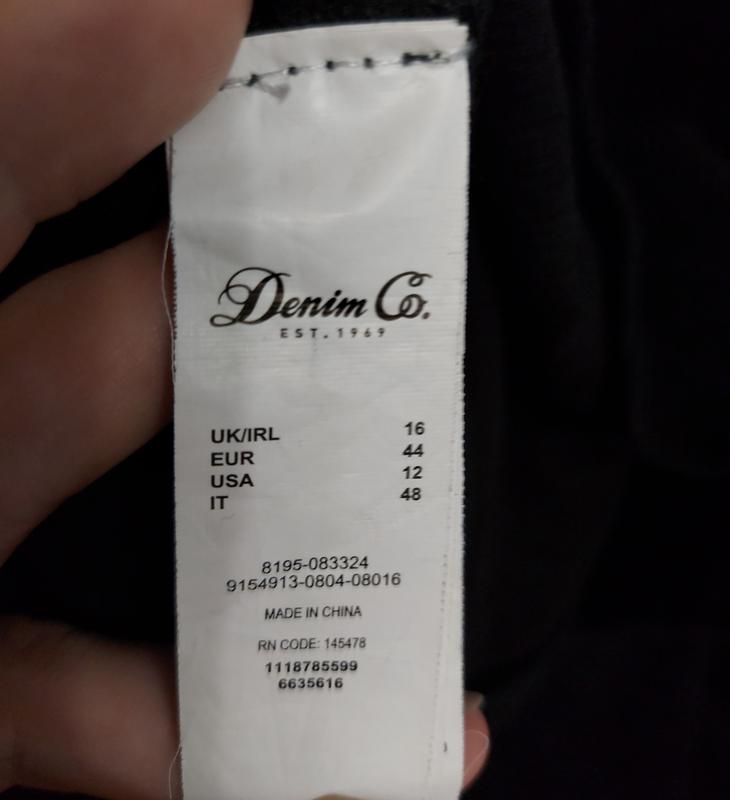 Denim Co.
EST. 1969
UK/IRL 16
EUR 44
USA 12
IT 48
8195-083324
9154913-0804-08016
MADE IN CHINA
RN CODE: 145478
1118785599
6635616